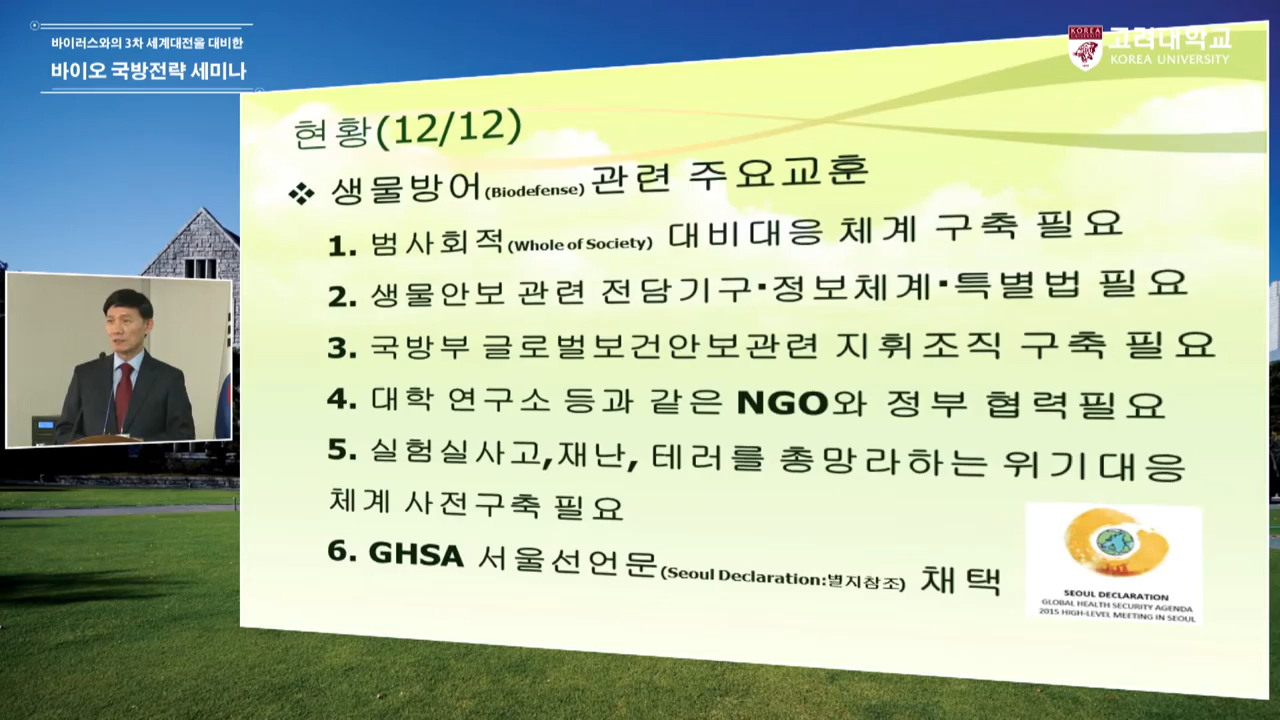 바이러스와의 3차 세계대전을 대비한
바이오 국방전략 세미나
고려대학교
KOREA UNIVERSITY
현황(12/12)
❖ 생물방어(Biodefense) 관련 주요교훈
1. 범사회적(Whole of Society) 대비대응 체계 구축 필요
2. 생물안보 관련 전담기구·정보체계·특별법 필요
3. 국방부 글로벌보건안보관련 지휘조직 구축 필요
4. 대학 연구소 등과 같은 NGO와 정부 협력필요
5. 실험실사고,재난, 테러를 총망라하는 위기대응
체계 사전구축 필요
6. GHSA 서울선언문(Seoul Declaration:별지참조) 채택
SEOUL DECLARATION
GLOBAL HEALTH SECURITY AGENDA
2015 HIGH-LEVEL MEETING IN SEOUL